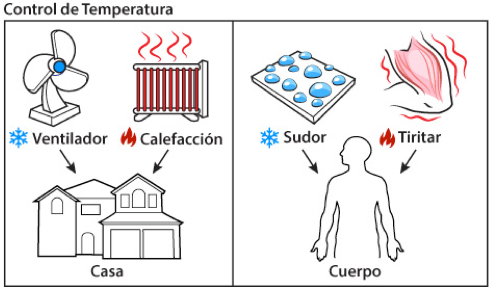 Control de Temperatura
Ventilador
Calefacción
Sudor
Tiritar
Casa
Cuerpo